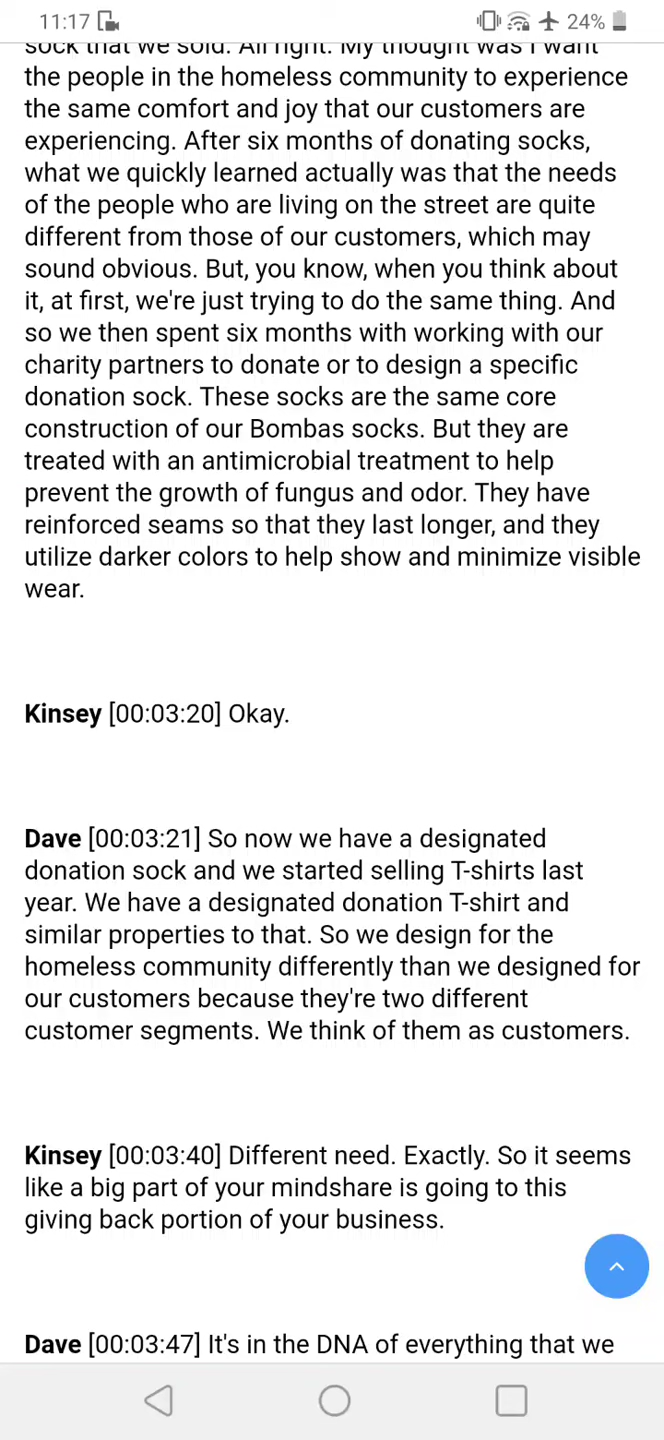 11:17
24%
sock that we sold. All right. My thought was I want
the people in the homeless community to experience
the same comfort and joy that our customers are
experiencing. After six months of donating socks,
what we quickly learned actually was that the needs
of the people who are living on the street are quite
different from those of our customers, which may
sound obvious. But, you know, when you think about
it, at first, we're just trying to do the same thing. And
so we then spent six months with working with our
charity partners to donate or to design a specific
donation sock. These socks are the same core
construction of our Bombas socks. But they are
treated with an antimicrobial treatment to help
prevent the growth of fungus and odor. They have
reinforced seams so that they last longer, and they
utilize darker colors to help show and minimize visible
wear.
Kinsey [00:03:20] Okay.
Dave [00:03:21] So now we have a designated
donation sock and we started selling T-shirts last
year. We have a designated donation T-shirt and
similar properties to that. So we design for the
homeless community differently than we designed for
our customers because they're two different
customer segments. We think of them as customers.
Kinsey [00:03:40] Different need. Exactly. So it seems
like a big part of your mindshare is going to this
giving back portion of your business.
Dave [00:03:47] It's in the DNA of everything that we